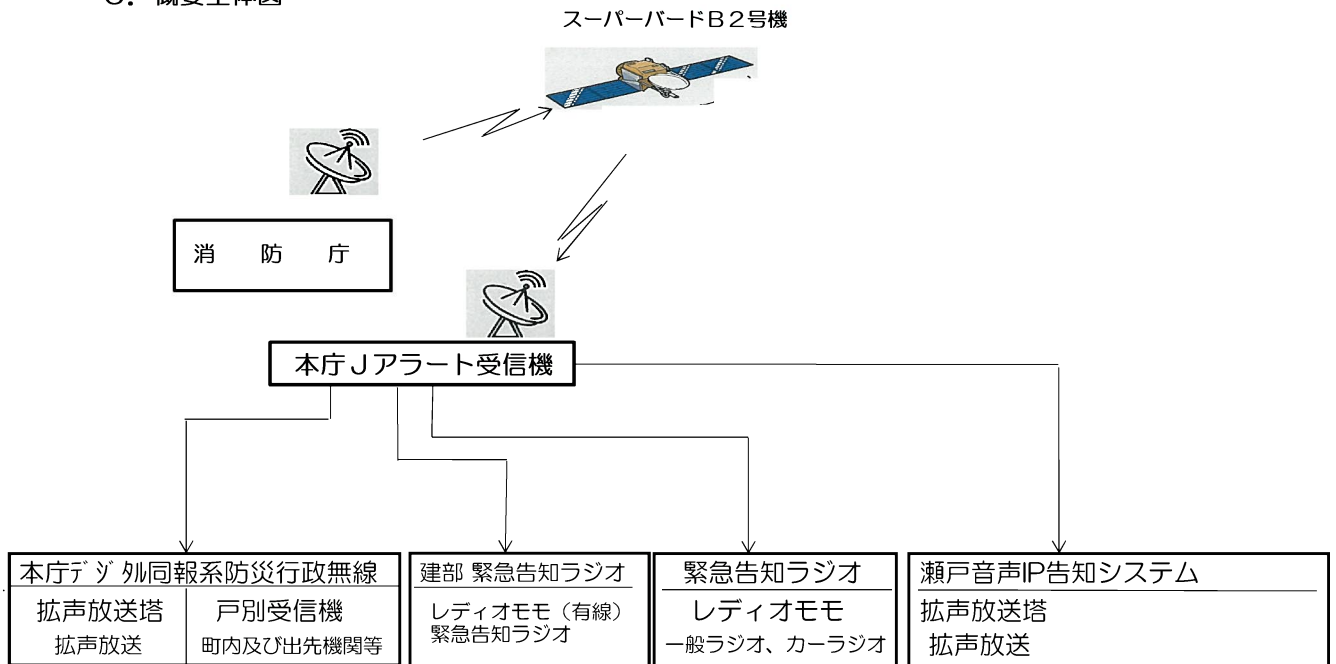 スーパーバードB2号機
消防庁
本庁Jアラート受信機
本庁デジタル同報系防災行政無線
拡声放送塔
拡声放送
戸別受信機
町内及び出先機関等
建部 緊急告知ラジオ
レディオモモ（有線）
緊急告知ラジオ
緊急告知ラジオ
レディオモモ
一般ラジオ、カーラジオ
瀬戸音声IP告知システム
拡声放送塔
拡声放送